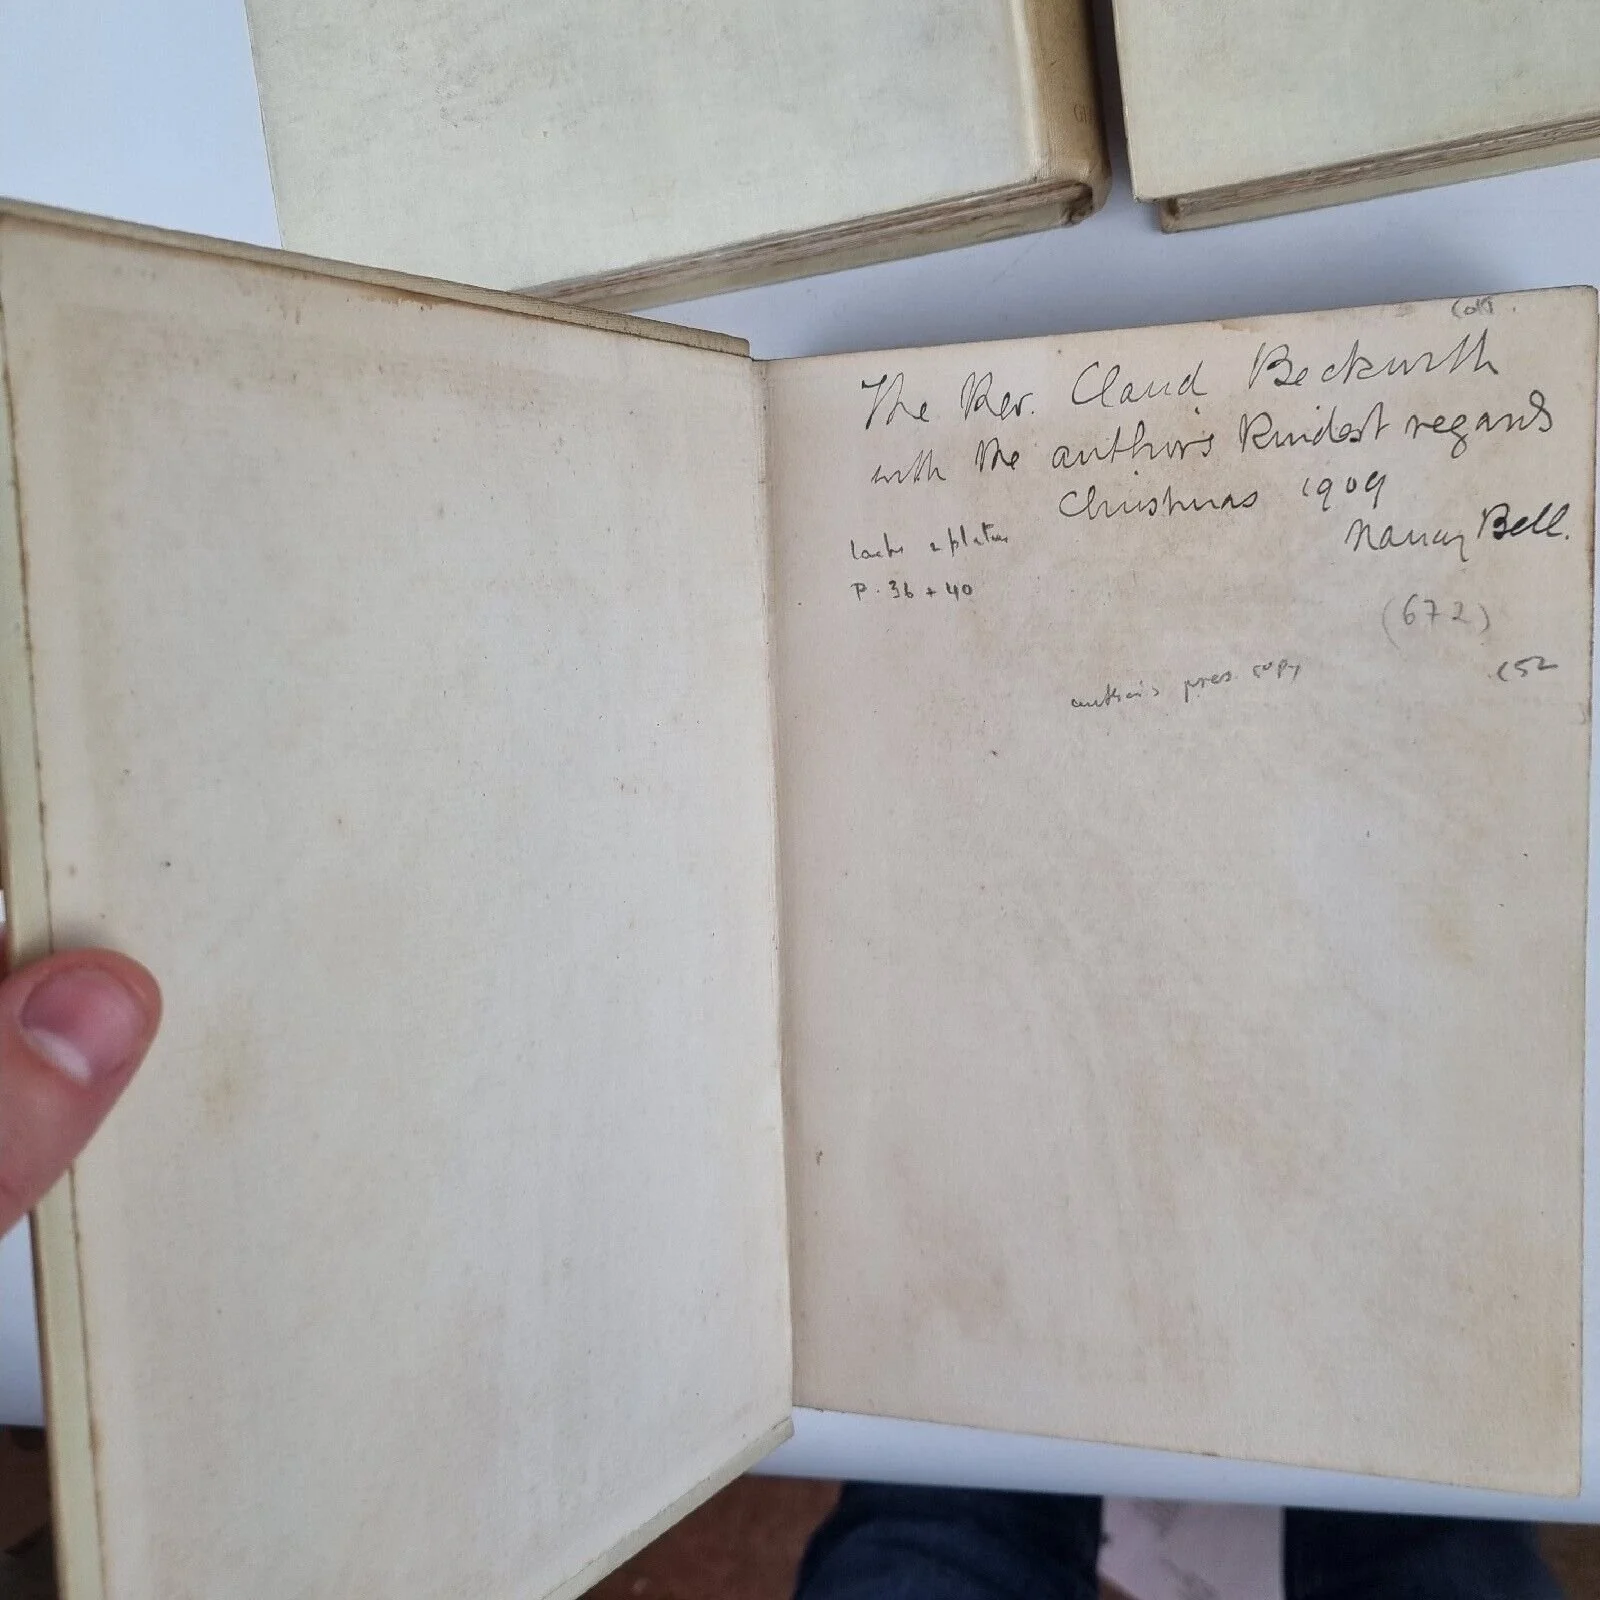 The Rev. Claud Beckwith
with the author's Kindest regards
Christmas 1909
Nancy Bell.
lacks 2 plates
P. 36 + 40
(672)
author's pres. copy
£52